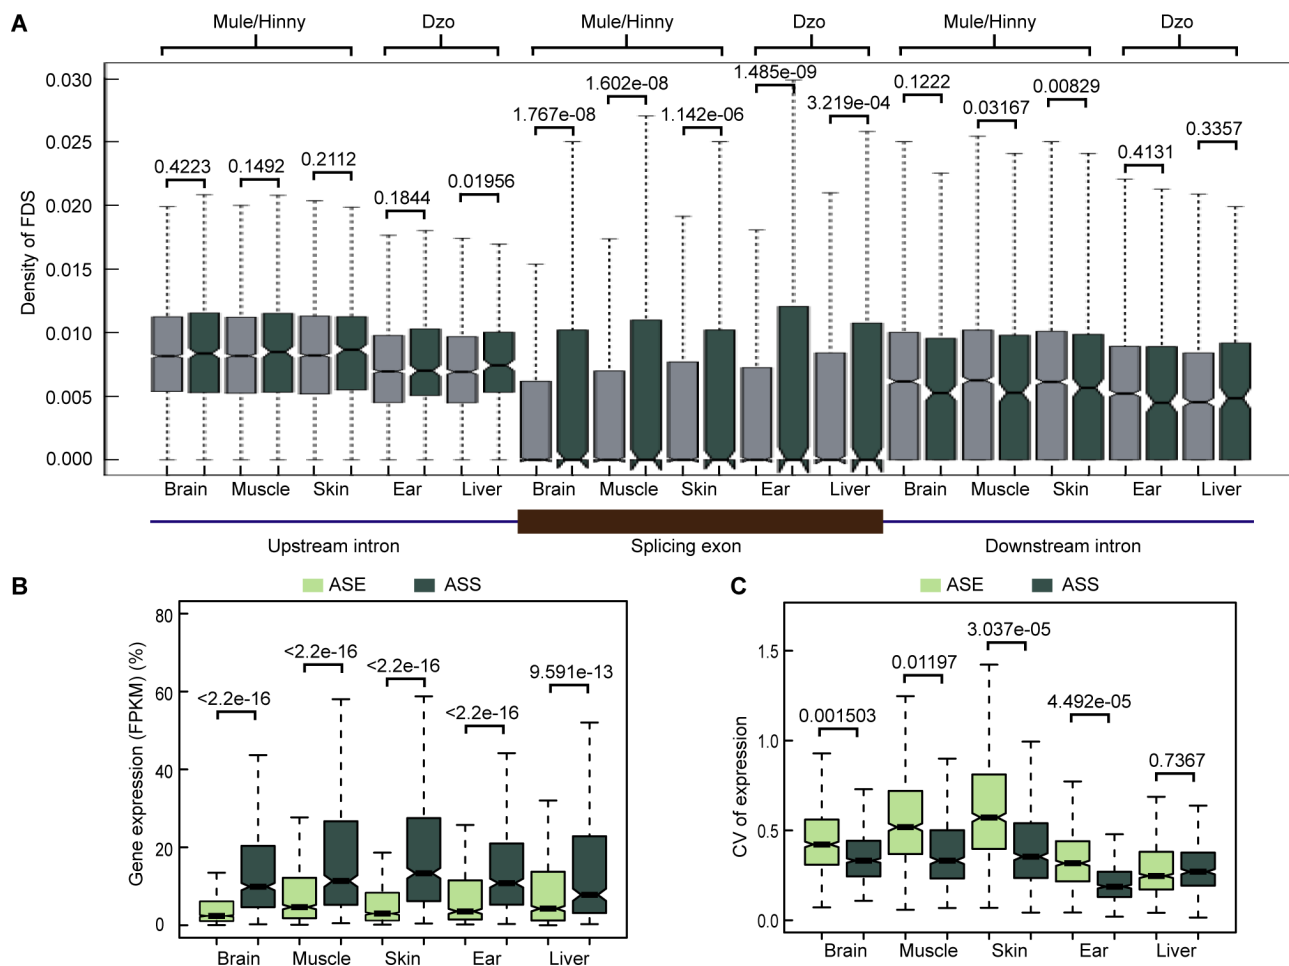 A
Mule/Hinny Dzo Mule/Hinny Dzo Mule/Hinny Dzo
Density of FDS
0.030
0.025
0.020
0.015
0.010
0.005
0.000
0.4223 0.1492 0.2112 0.1844 0.01956 1.767e-08 1.602e-08 1.142e-06 1.485e-09 3.219e-04 0.1222 0.03167 0.00829 0.4131 0.3357
Brain Muscle Skin Ear Liver Brain Muscle Skin Ear Liver Brain Muscle Skin Ear Liver
Upstream intron Splicing exon Downstream intron
B
ASE ASS
Gene expression (FPKM) (%)
80
60
40
20
0
<2.2e-16 <2.2e-16 <2.2e-16 <2.2e-16 9.591e-13
Brain Muscle Skin Ear Liver
C
ASE ASS
CV of expression
1.5
1.0
0.5
0.0
0.001503 0.01197 3.037e-05 4.492e-05 0.7367
Brain Muscle Skin Ear Liver